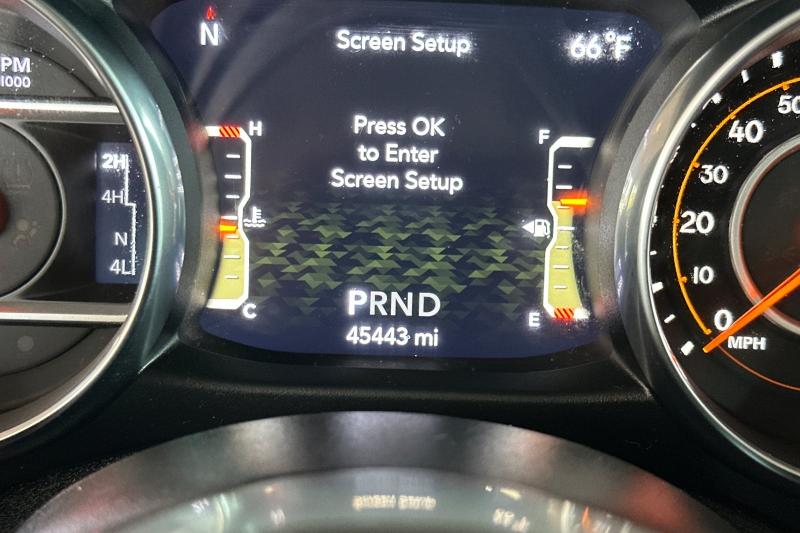 N
Screen Setup
66°F
PM
1000
H
Press OK
to Enter
Screen Setup
F
50
40
30
20
10
0
MPH
2H
4H
N
4L
C
E
PRND
45443 mi